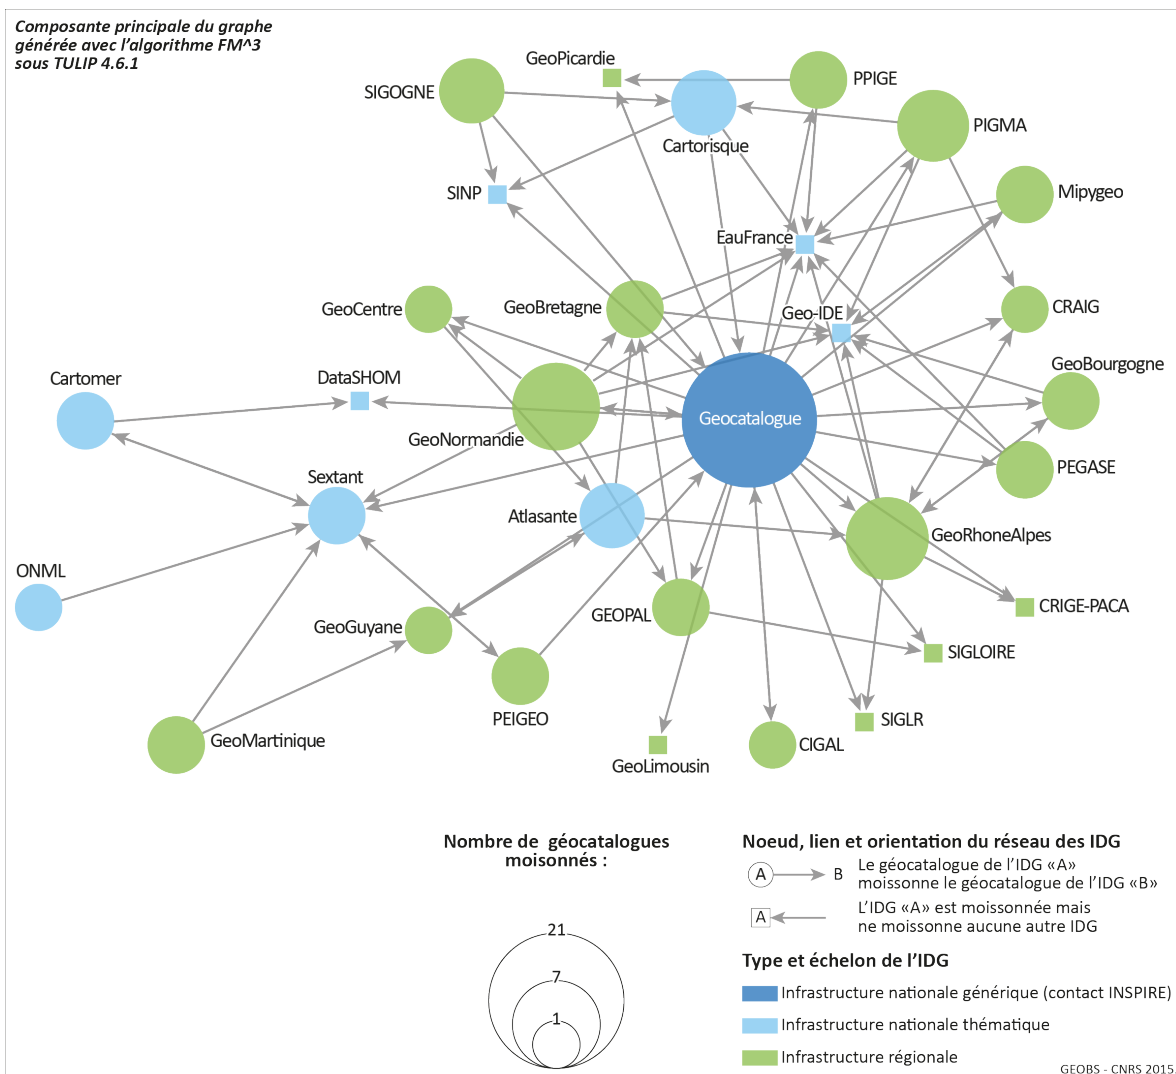 Composante principale du graphe
générée avec l'algorithme FM^3
sous TULIP 4.6.1
GeoPicardie
PPIGE
SIGOGNE
PIGMA
Cartorisque
SINP
Mipygeo
EauFrance
GeoCentre
GeoBretagne
Geo-IDE
CRAIG
GeoBourgogne
Cartomer
DataSHOM
Geocatalogue
GeoNormandie
PEGASE
Sextant
Atlasante
GeoRhoneAlpes
ONML
CRIGE-PACA
GEOPAL
GeoGuyane
SIGLOIRE
PEIGEO
SIGLR
GeoMartinique
CIGAL
GeoLimousin
Nombre de géocatalogues
moisonnés :
21
7
1
Noeud, lien et orientation du réseau des IDG
A
B
Le géocatalogue de l'IDG «A»
moissonne le géocatalogue de l'IDG «B»
A
L'IDG «A» est moissonnée mais
ne moissonne aucune autre IDG
Type et échelon de l'IDG
Infrastructure nationale générique (contact INSPIRE)
Infrastructure nationale thématique
Infrastructure régionale
GEOBS - CNRS 2015.